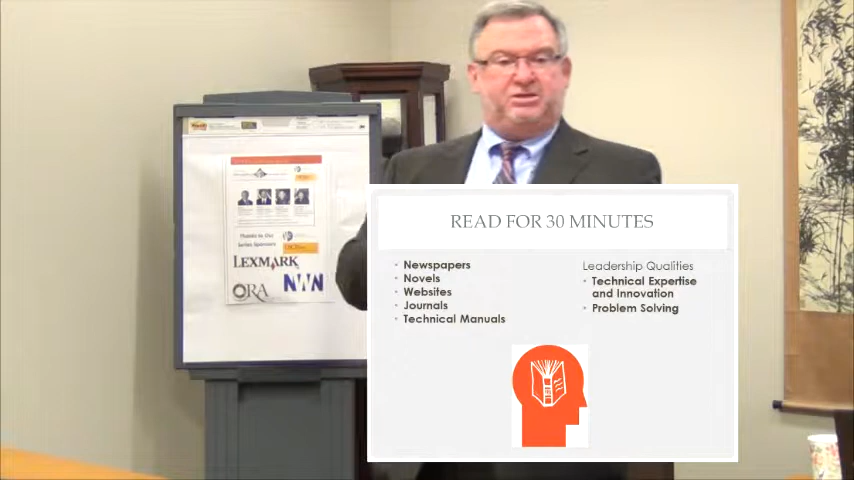 Thanks to Our
Series Sponsors
LEXMARK
ORA
NWN
READ FOR 30 MINUTES
• Newspapers
• Novels
• Websites
• Journals
• Technical Manuals
Leadership Qualities
• Technical Expertise
and Innovation
• Problem Solving